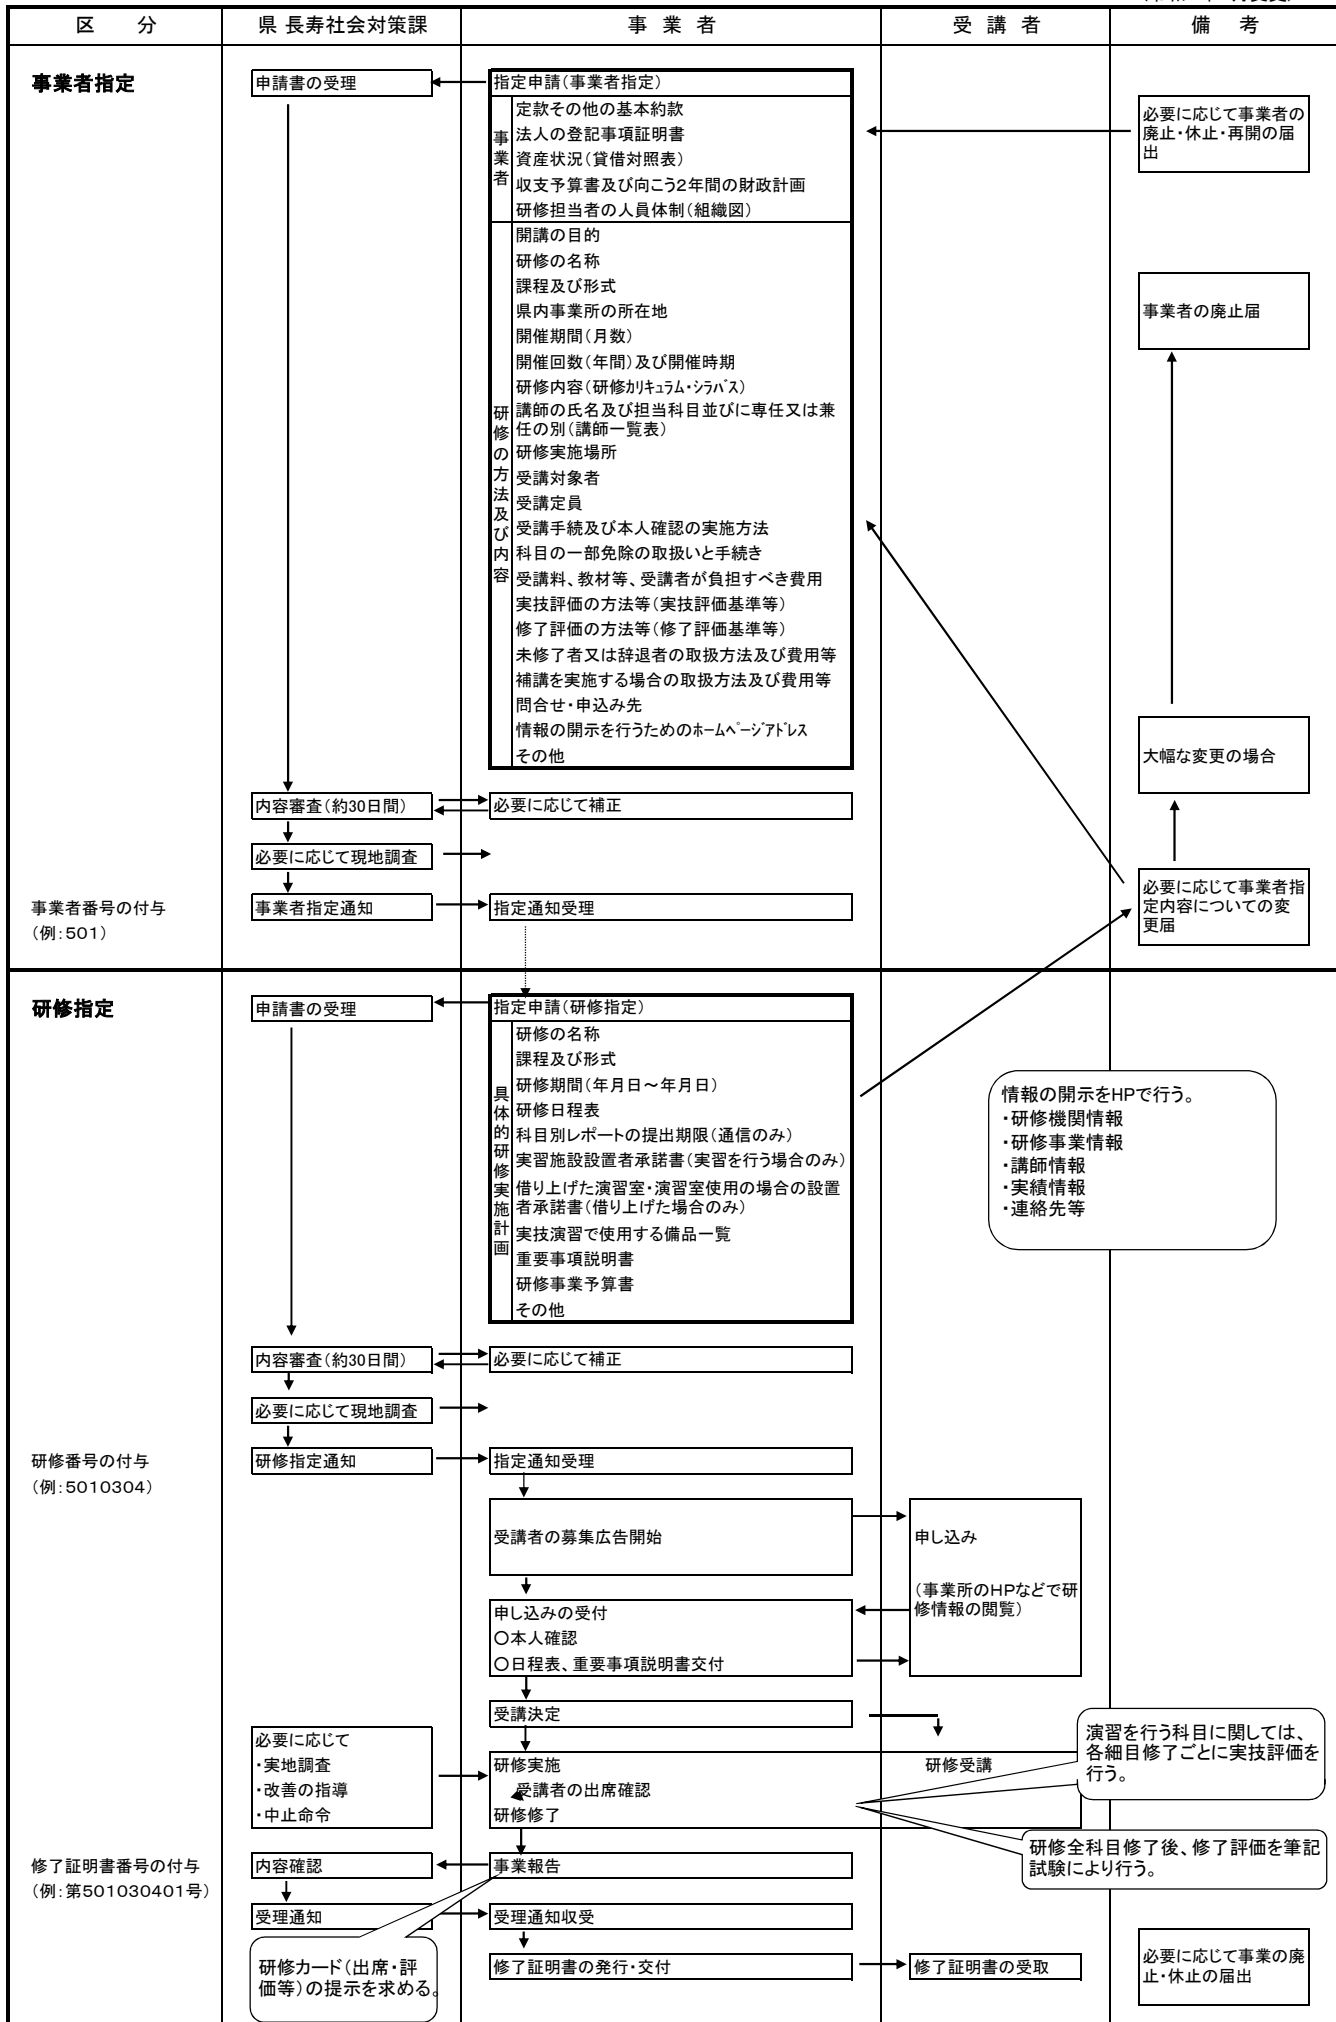 区　分
県 長寿社会対策課
事 業 者
受 講 者
備 考
事業者指定
申請書の受理
指定申請(事業者指定)
事業者
定款その他の基本約款
法人の登記事項証明書
資産状況(貸借対照表)
収支予算書及び向こう2年間の財政計画
研修担当者の人員体制(組織図)
必要に応じて事業者の
廃止・休止・再開の届
出
研修の方法及び内容
開講の目的
研修の名称
課程及び形式
県内事業所の所在地
開催期間(月数)
開催回数(年間)及び開催時期
研修内容(研修ｶﾘｷｭﾗﾑ・ｼﾗﾊﾞｽ)
講師の氏名及び担当科目並びに専任又は兼
任の別(講師一覧表)
研修実施場所
受講対象者
受講定員
受講手続及び本人確認の実施方法
科目の一部免除の取扱いと手続き
受講料、教材等、受講者が負担すべき費用
実技評価の方法等(実技評価基準等)
修了評価の方法等(修了評価基準等)
未修了者又は辞退者の取扱方法及び費用等
補講を実施する場合の取扱方法及び費用等
問合せ・申込み先
情報の開示を行うためのﾎｰﾑﾍﾟｰｼﾞｱﾄﾞﾚｽ
その他
事業者の廃止届
大幅な変更の場合
内容審査(約30日間)
必要に応じて補正
必要に応じて現地調査
事業者番号の付与
(例:501)
事業者指定通知
指定通知受理
必要に応じて事業者指
定内容についての変
更届
研修指定
申請書の受理
指定申請(研修指定)
具体的研修実施計画
研修の名称
課程及び形式
研修期間(年月日～年月日)
研修日程表
科目別レポートの提出期限(通信のみ)
実習施設設置者承諾書(実習を行う場合のみ)
借り上げた演習室・演習室使用の場合の設置
者承諾書(借り上げた場合のみ)
実技演習で使用する備品一覧
重要事項説明書
研修事業予算書
その他
情報の開示をHPで行う。
・研修機関情報
・研修事業情報
・講師情報
・実績情報
・連絡先等
内容審査(約30日間)
必要に応じて補正
必要に応じて現地調査
研修番号の付与
(例:5010304)
研修指定通知
指定通知受理
受講者の募集広告開始
申し込み
(事業所のHPなどで研
修情報の閲覧)
申し込みの受付
○本人確認
○日程表、重要事項説明書交付
受講決定
必要に応じて
・実地調査
・改善の指導
・中止命令
研修実施
受講者の出席確認
研修修了
研修受講
演習を行う科目に関しては、
各細目修了ごとに実技評価を
行う。
研修全科目修了後、修了評価を筆記
試験により行う。
修了証明書番号の付与
(例:第501030401号)
内容確認
事業報告
受理通知
受理通知収受
研修カード(出席・評
価等)の提示を求める。
修了証明書の発行・交付
修了証明書の受取
必要に応じて事業の廃
止・休止の届出